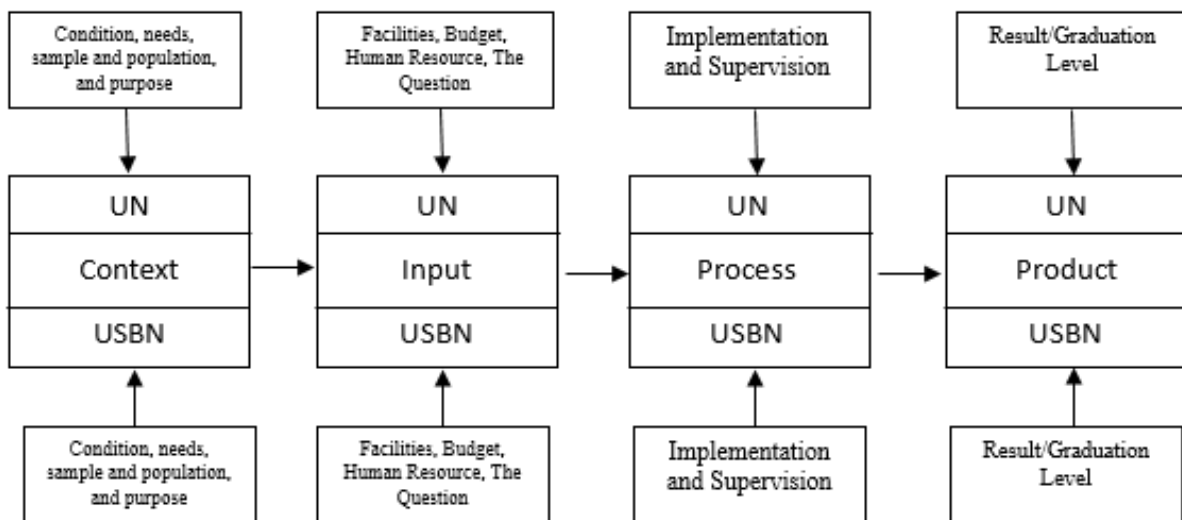 Condition, needs,
sample and population,
and purpose
Facilities, Budget,
Human Resource, The
Question
Implementation
and Supervision
Result/Graduation
Level
UN
Context
USBN
UN
Input
USBN
UN
Process
USBN
UN
Product
USBN
Condition, needs,
sample and population,
and purpose
Facilities, Budget,
Human Resource, The
Question
Implementation
and Supervision
Result/Graduation
Level